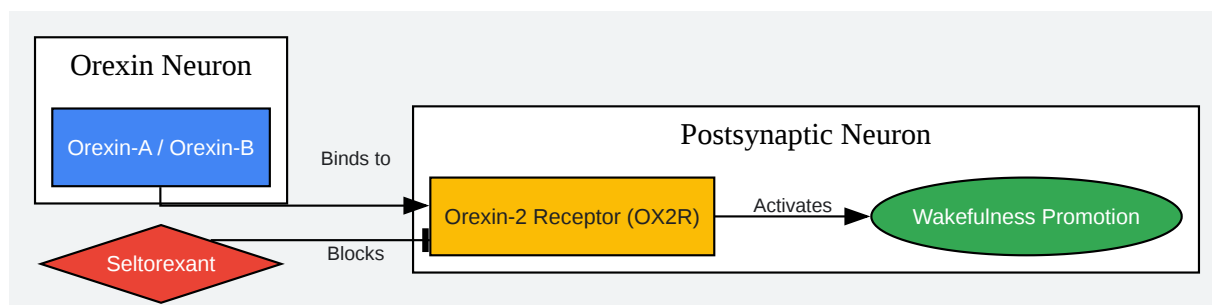 Orexin Neuron
Orexin-A / Orexin-B
Binds to
Postsynaptic Neuron
Orexin-2 Receptor (OX2R)
Activates
Wakefulness Promotion
Seltorexant
Blocks